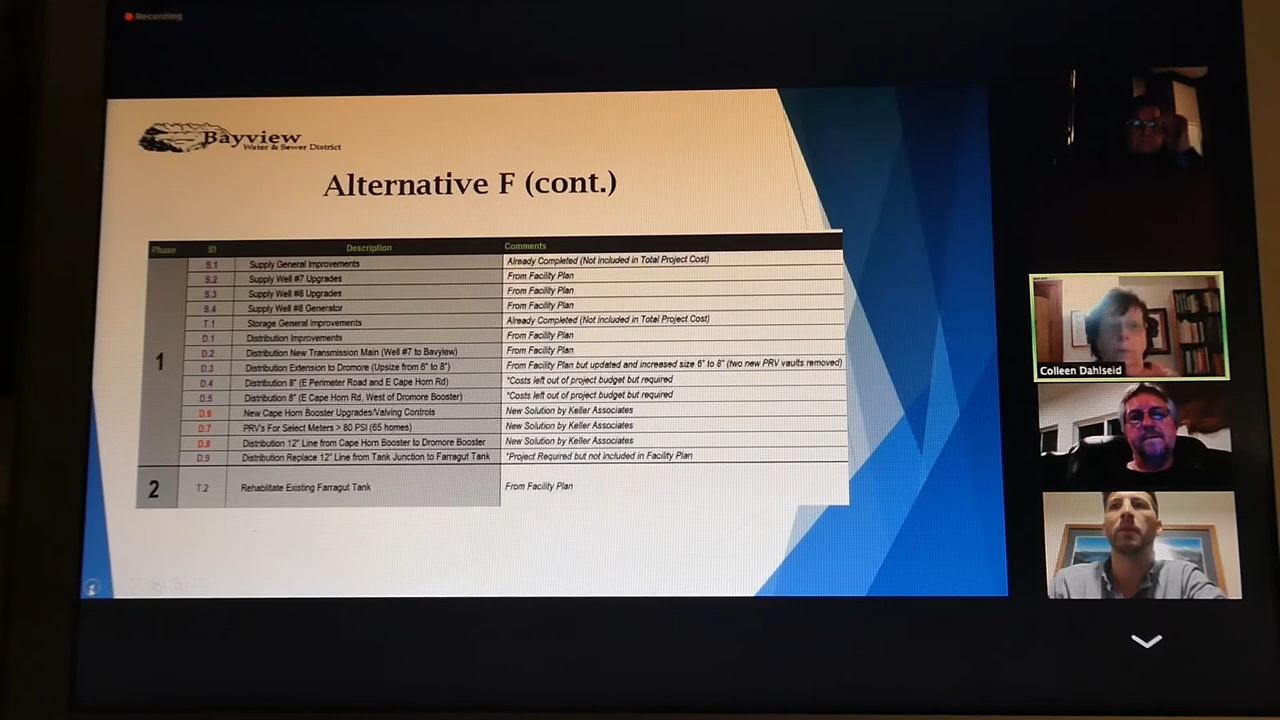 Recording
Bayview
Water & Sewer District
Alternative F (cont.)
Phase ID Description Comments
S.1 Supply General Improvements Already Completed (Not included in Total Project Cost)
S.2 Supply Well #7 Upgrades From Facility Plan
S.3 Supply Well #8 Upgrades From Facility Plan
S.4 Supply Well #8 Generator From Facility Plan
T.1 Storage General Improvements Already Completed (Not included in Total Project Cost)
D.1 Distribution Improvements From Facility Plan
1 D.2 Distribution New Transmission Main (Well #7 to Bavyiew) From Facility Plan
D.3 Distribution Extension to Dromore (Upsize from 6" to 8") From Facility Plan but updated and increased size 6" to 8" (two new PRV vaults removed)
D.4 Distribution 8" (E Perimeter Road and E Cape Horn Rd) *Costs left out of project budget but required
D.5 Distribution 8" (E Cape Horn Rd, West of Dromore Booster) *Costs left out of project budget but required
D.6 New Cape Horn Booster Upgrades/Valving Controls New Solution by Keller Associates
D.7 PRV's For Select Meters > 80 PSI (65 homes) New Solution by Keller Associates
D.8 Distribution 12" Line from Cape Horn Booster to Dromore Booster New Solution by Keller Associates
D.9 Distribution Replace 12" Line from Tank Junction to Farragut Tank *Project Required but not Included in Facility Plan
2 T.2 Rehabilitate Existing Farragut Tank From Facility Plan
Colleen Dahlseid